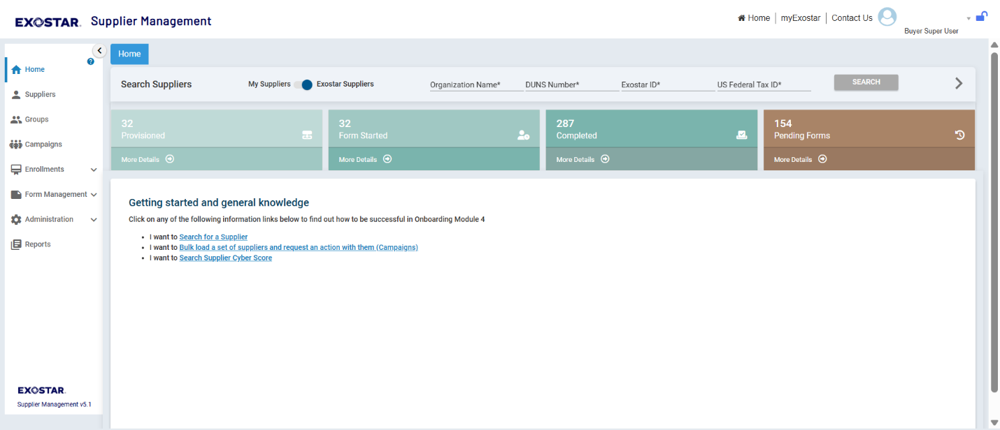 EXOSTAR Supplier Management
Home
myExostar
Contact Us
Buyer Super User
?
Home
Suppliers
Groups
Campaigns
Enrollments
Form Management
Administration
Reports
EXOSTAR
Supplier Management v5.1
Home
Search Suppliers
My Suppliers
Exostar Suppliers
Organization Name*
DUNS Number*
Exostar ID*
US Federal Tax ID*
SEARCH
32
Provisioned
More Details
32
Form Started
More Details
287
Completed
More Details
154
Pending Forms
More Details
Getting started and general knowledge
Click on any of the following information links below to find out how to be successful in Onboarding Module 4
• I want to Search for a Supplier
• I want to Bulk load a set of suppliers and request an action with them (Campaigns)
• I want to Search Supplier Cyber Score